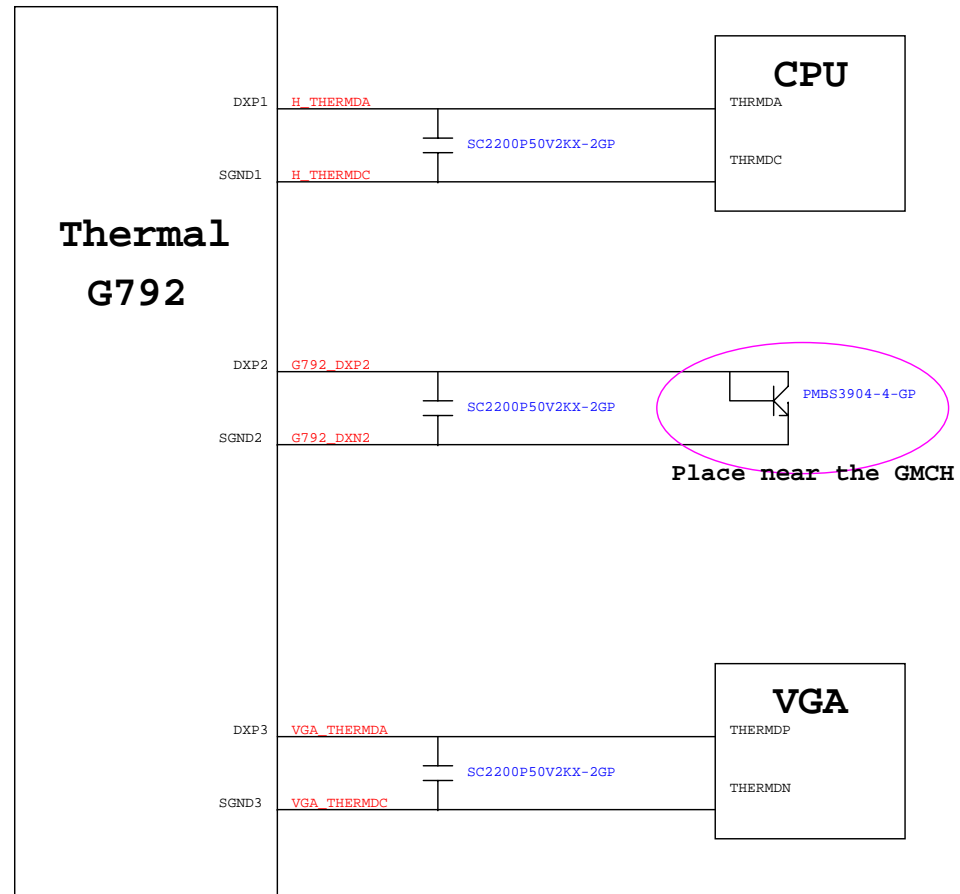 CPU
DXP1 H_THERMDA THRMDA
SC2200P50V2KX-2GP
THRMDC
SGND1 H_THERMDC
Thermal
G792
DXP2 G792_DXP2
PMBS3904-4-GP
SC2200P50V2KX-2GP
SGND2 G792_DXN2
Place near the GMCH
VGA
DXP3 VGA_THERMDA THERMDP
SC2200P50V2KX-2GP
THERMDN
SGND3 VGA_THERMDC